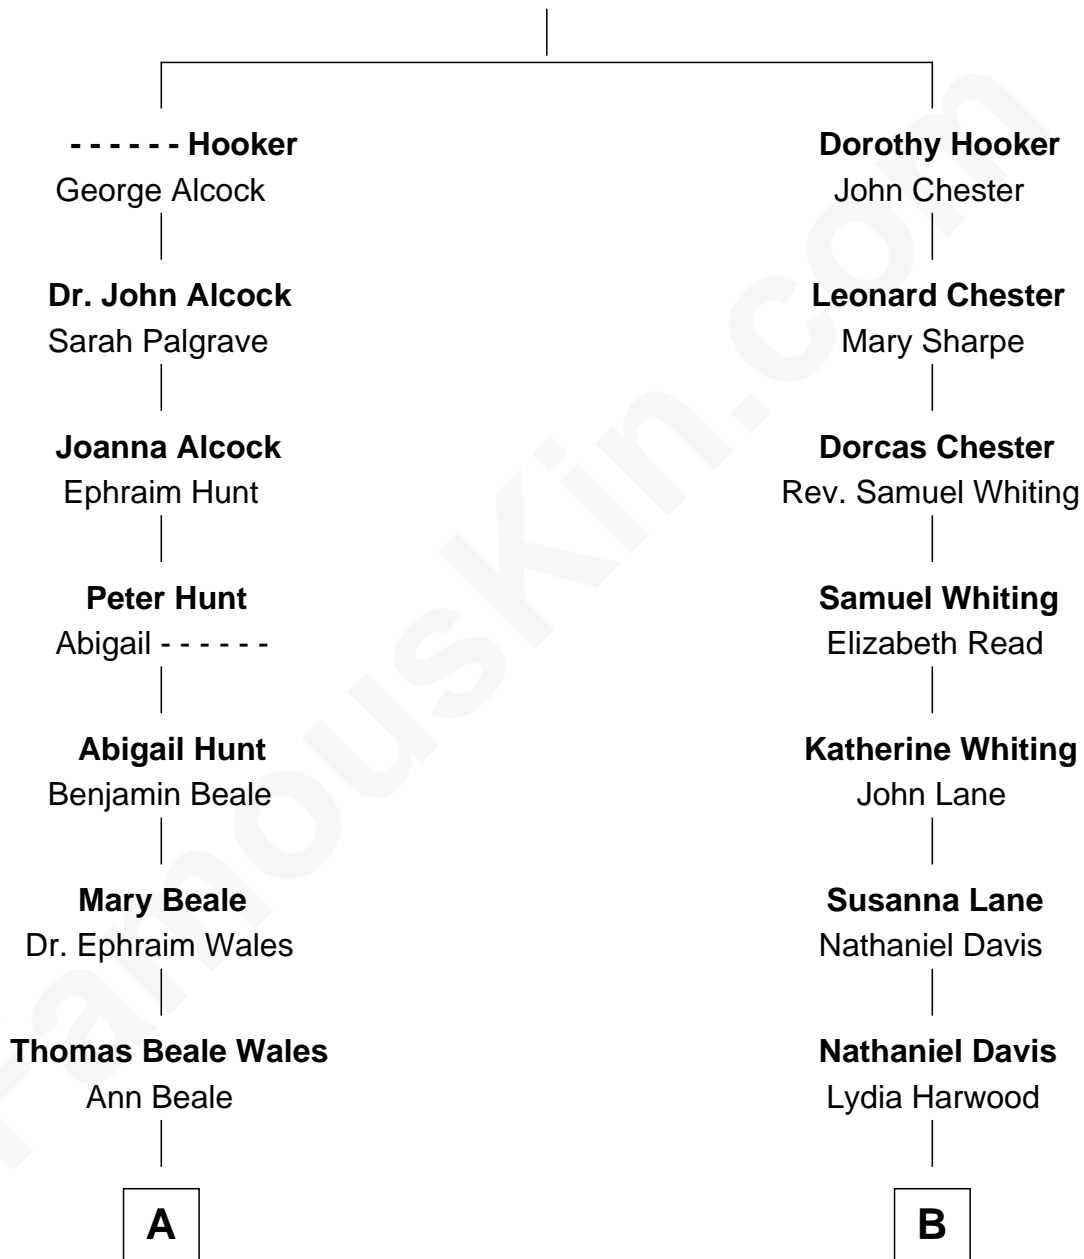 - - - - - - Hooker
George Alcock
Dr. John Alcock
Sarah Palgrave
Joanna Alcock
Ephraim Hunt
Peter Hunt
Abigail - - - - - -
Abigail Hunt
Benjamin Beale
Mary Beale
Dr. Ephraim Wales
Thomas Beale Wales
Ann Beale
A
Dorothy Hooker
John Chester
Leonard Chester
Mary Sharpe
Dorcas Chester
Rev. Samuel Whiting
Samuel Whiting
Elizabeth Read
Katherine Whiting
John Lane
Susanna Lane
Nathaniel Davis
Nathaniel Davis
Lydia Harwood
B
FamousKin.com